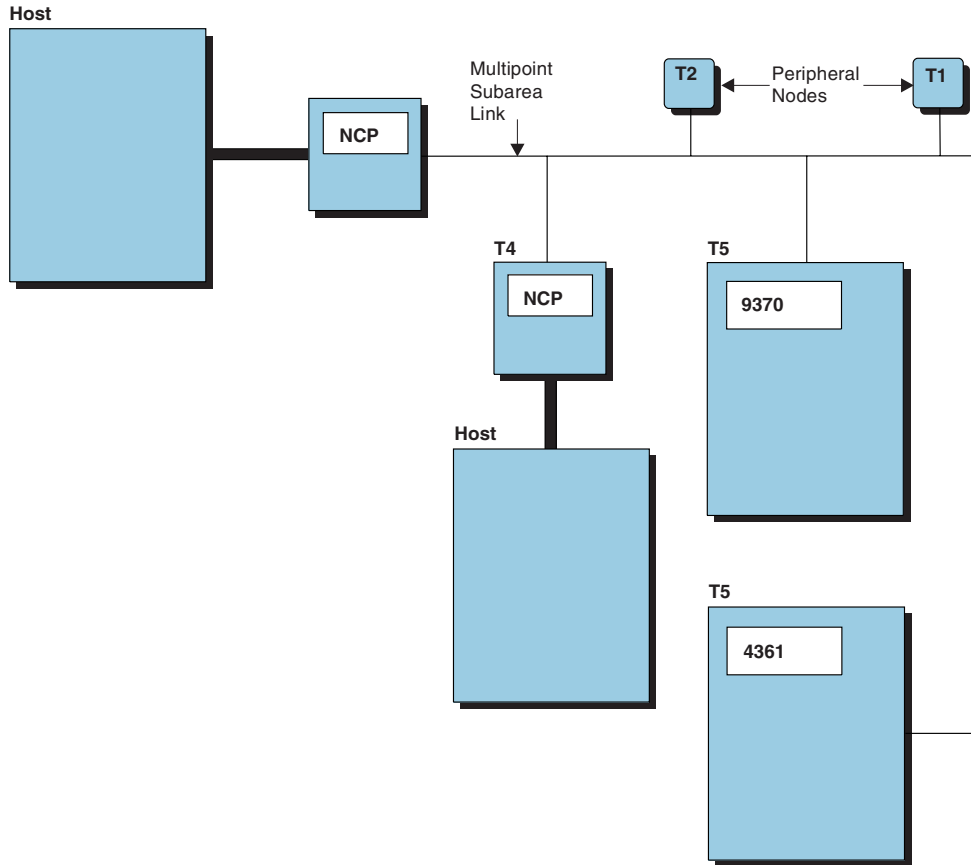 Host
NCP
Multipoint
Subarea
Link
T2
Peripheral
Nodes
T1
T4
NCP
T5
9370
Host
T5
4361